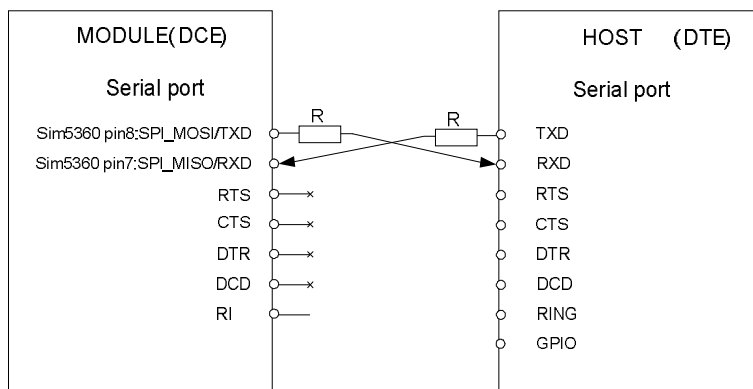 MODULE(DCE)
Serial port
Sim5360 pin8:SPI_MOSI/TXD
Sim5360 pin7:SPI_MISO/RXD
RTS
CTS
DTR
DCD
RI
R
R
HOST (DTE)
Serial port
TXD
RXD
RTS
CTS
DTR
DCD
RING
GPIO